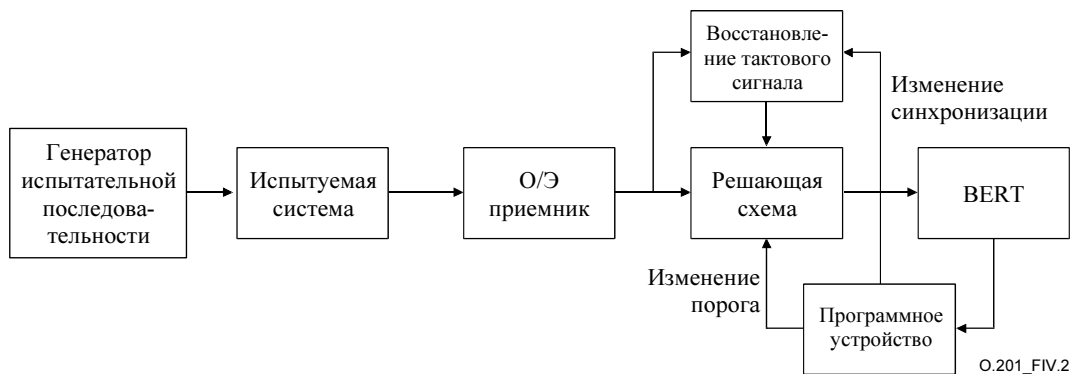 Восстановле-
ние тактового
сигнала
Изменение
синхронизации
Генератор
испытательной
последова-
тельности
Испытуемая
система
О/Э
приемник
Решающая
схема
BERT
Изменение
порога
Программное
устройство
O.201_FIV.2